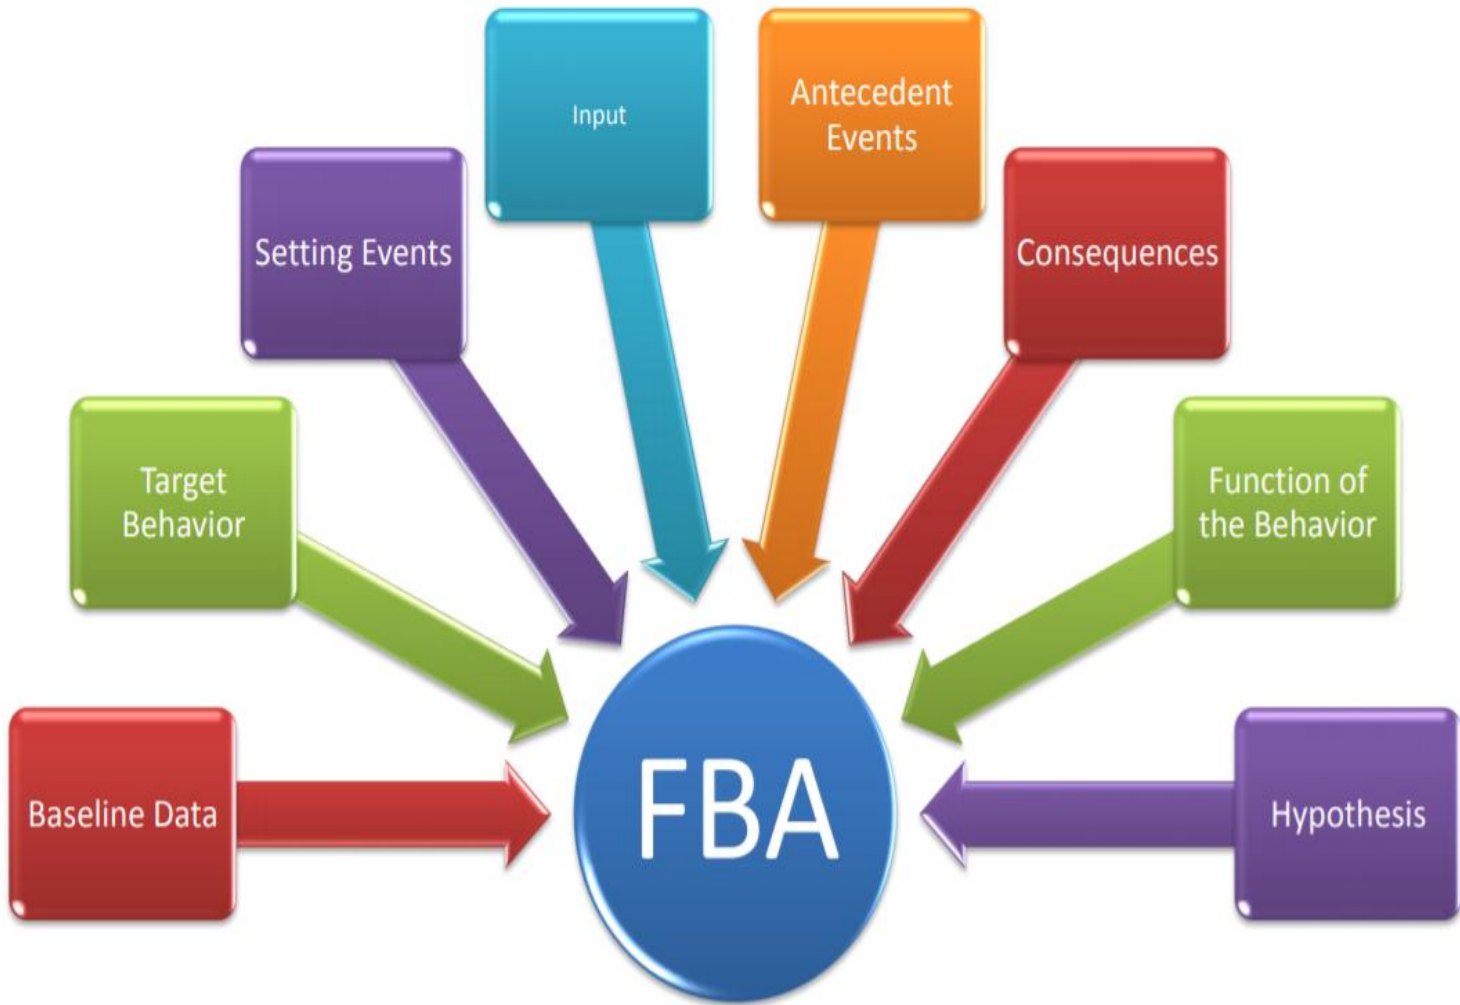 Input
Antecedent
Events
Setting Events
Consequences
Target
Behavior
Function of
the Behavior
Baseline Data
FBA
Hypothesis